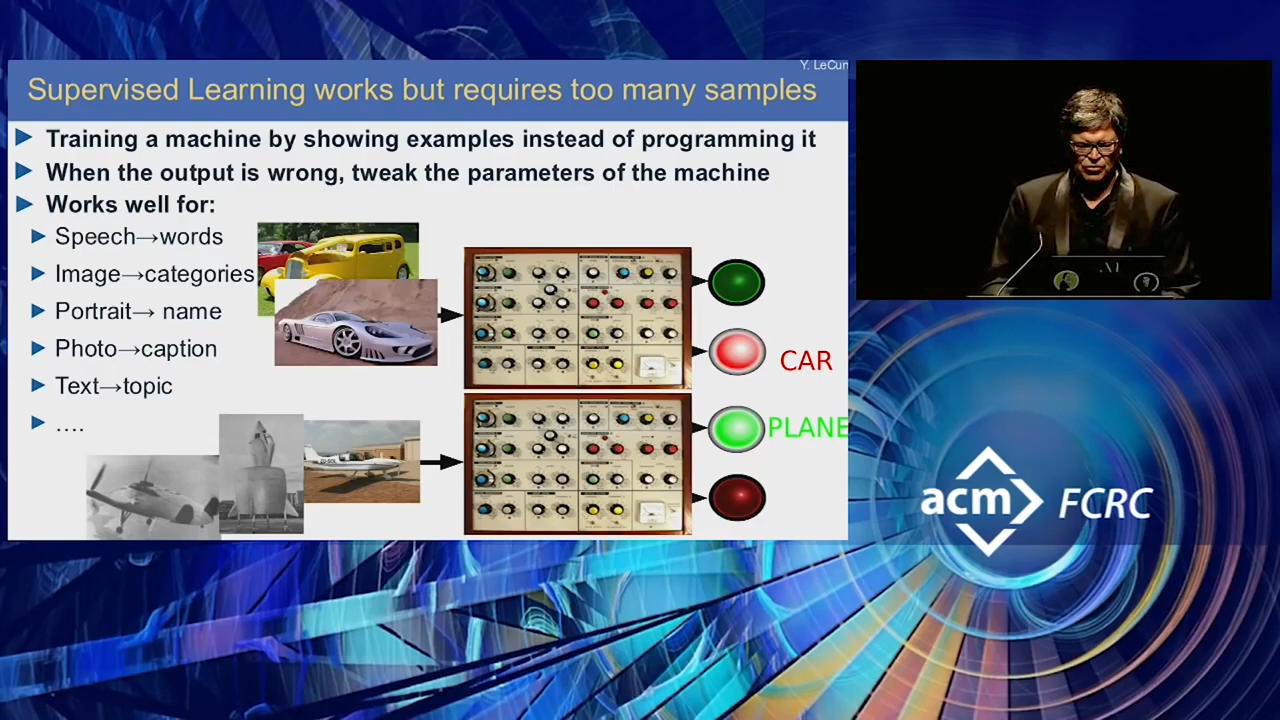 Y. LeCun
Supervised Learning works but requires too many samples
Training a machine by showing examples instead of programming it
When the output is wrong, tweak the parameters of the machine
Works well for:
Speech→words
Image→categories
Portrait→ name
Photo→caption
Text→topic
….
CAR
PLANE
acm FCRC